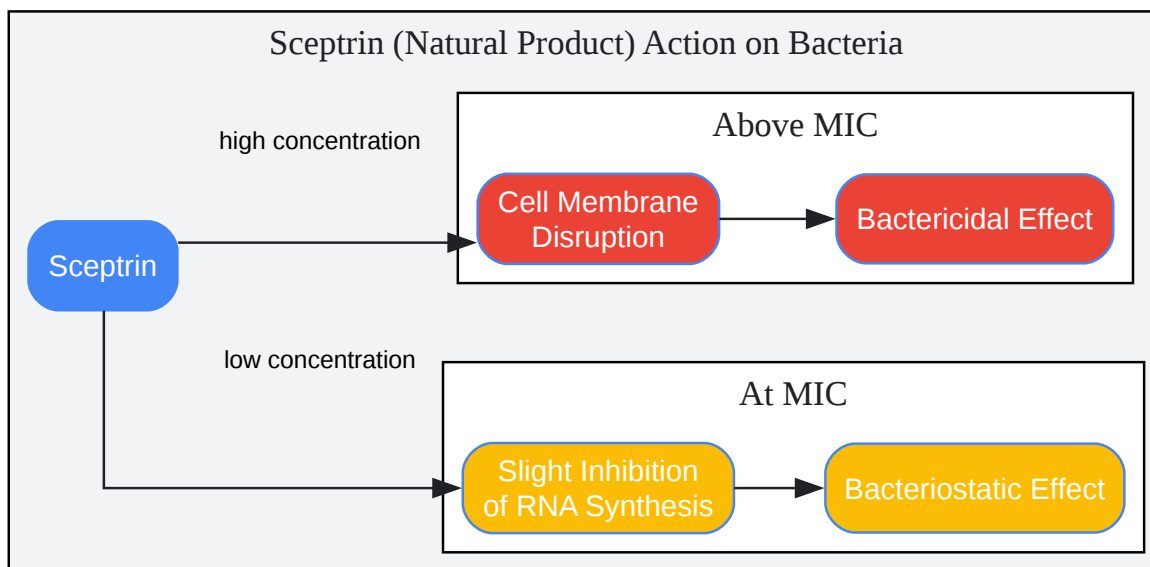 Sceptrin (Natural Product) Action on Bacteria
high concentration
Above MIC
Cell Membrane
Disruption
Bactericidal Effect
Sceptrin
low concentration
At MIC
Slight Inhibition
of RNA Synthesis
Bacteriostatic Effect